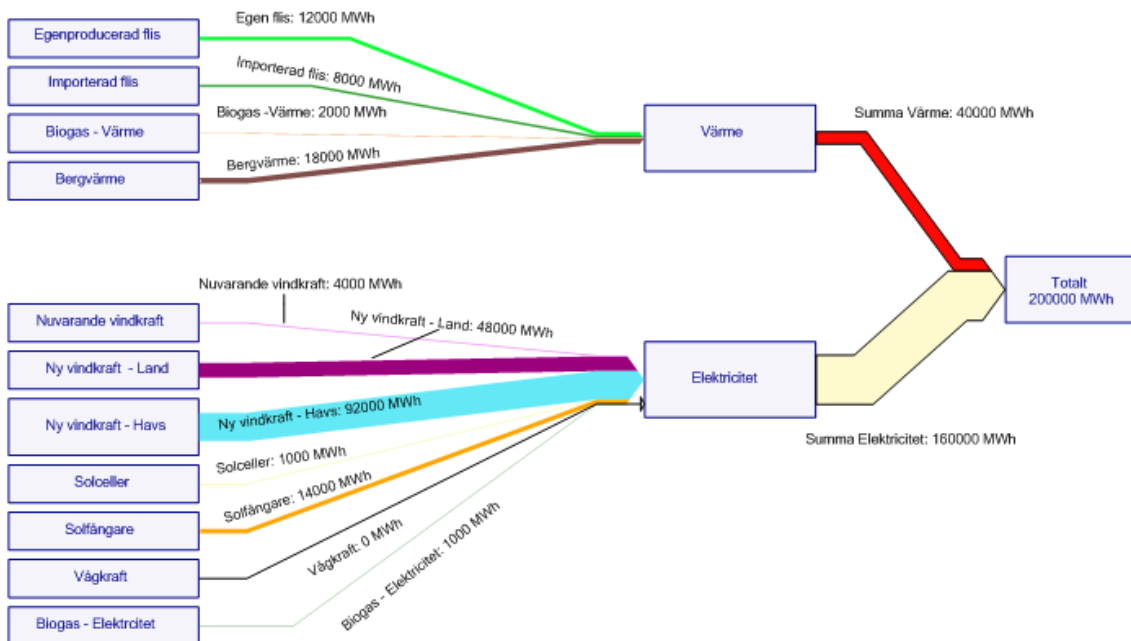 Egenproducerad flis
Egen flis: 12000 MWh
Importerad flis
Importerad flis: 8000 MWh
Biogas - Värme
Biogas -Värme: 2000 MWh
Bergvärme
Bergvärme: 18000 MWh
Värme
Summa Värme: 40000 MWh
Totalt
200000 MWh
Nuvarande vindkraft: 4000 MWh
Nuvarande vindkraft
Ny vindkraft - Land: 48000 MWh
Ny vindkraft - Land
Ny vindkraft - Havs
Ny vindkraft - Havs: 92000 MWh
Elektricitet
Summa Elektricitet: 160000 MWh
Solceller
Solceller: 1000 MWh
Solfångare
Solfångare: 14000 MWh
Vågkraft
Vågkraft: 0 MWh
Biogas - Elektrcitet
Biogas - Elektricitet: 1000 MWh